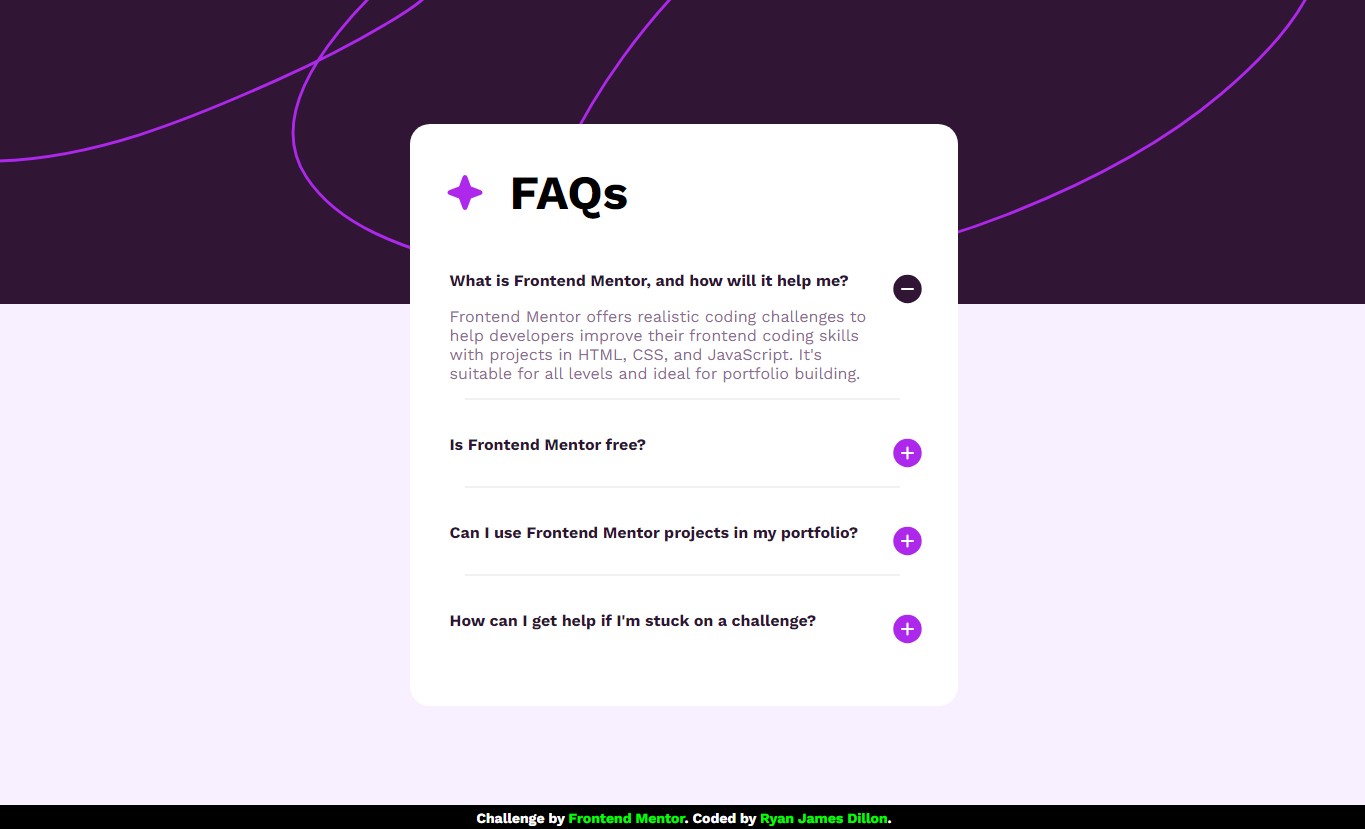 FAQs
What is Frontend Mentor, and how will it help me?
Frontend Mentor offers realistic coding challenges to
help developers improve their frontend coding skills
with projects in HTML, CSS, and JavaScript. It's
suitable for all levels and ideal for portfolio building.
Is Frontend Mentor free?
Can I use Frontend Mentor projects in my portfolio?
How can I get help if I'm stuck on a challenge?
Challenge by Frontend Mentor. Coded by Ryan James Dillon.